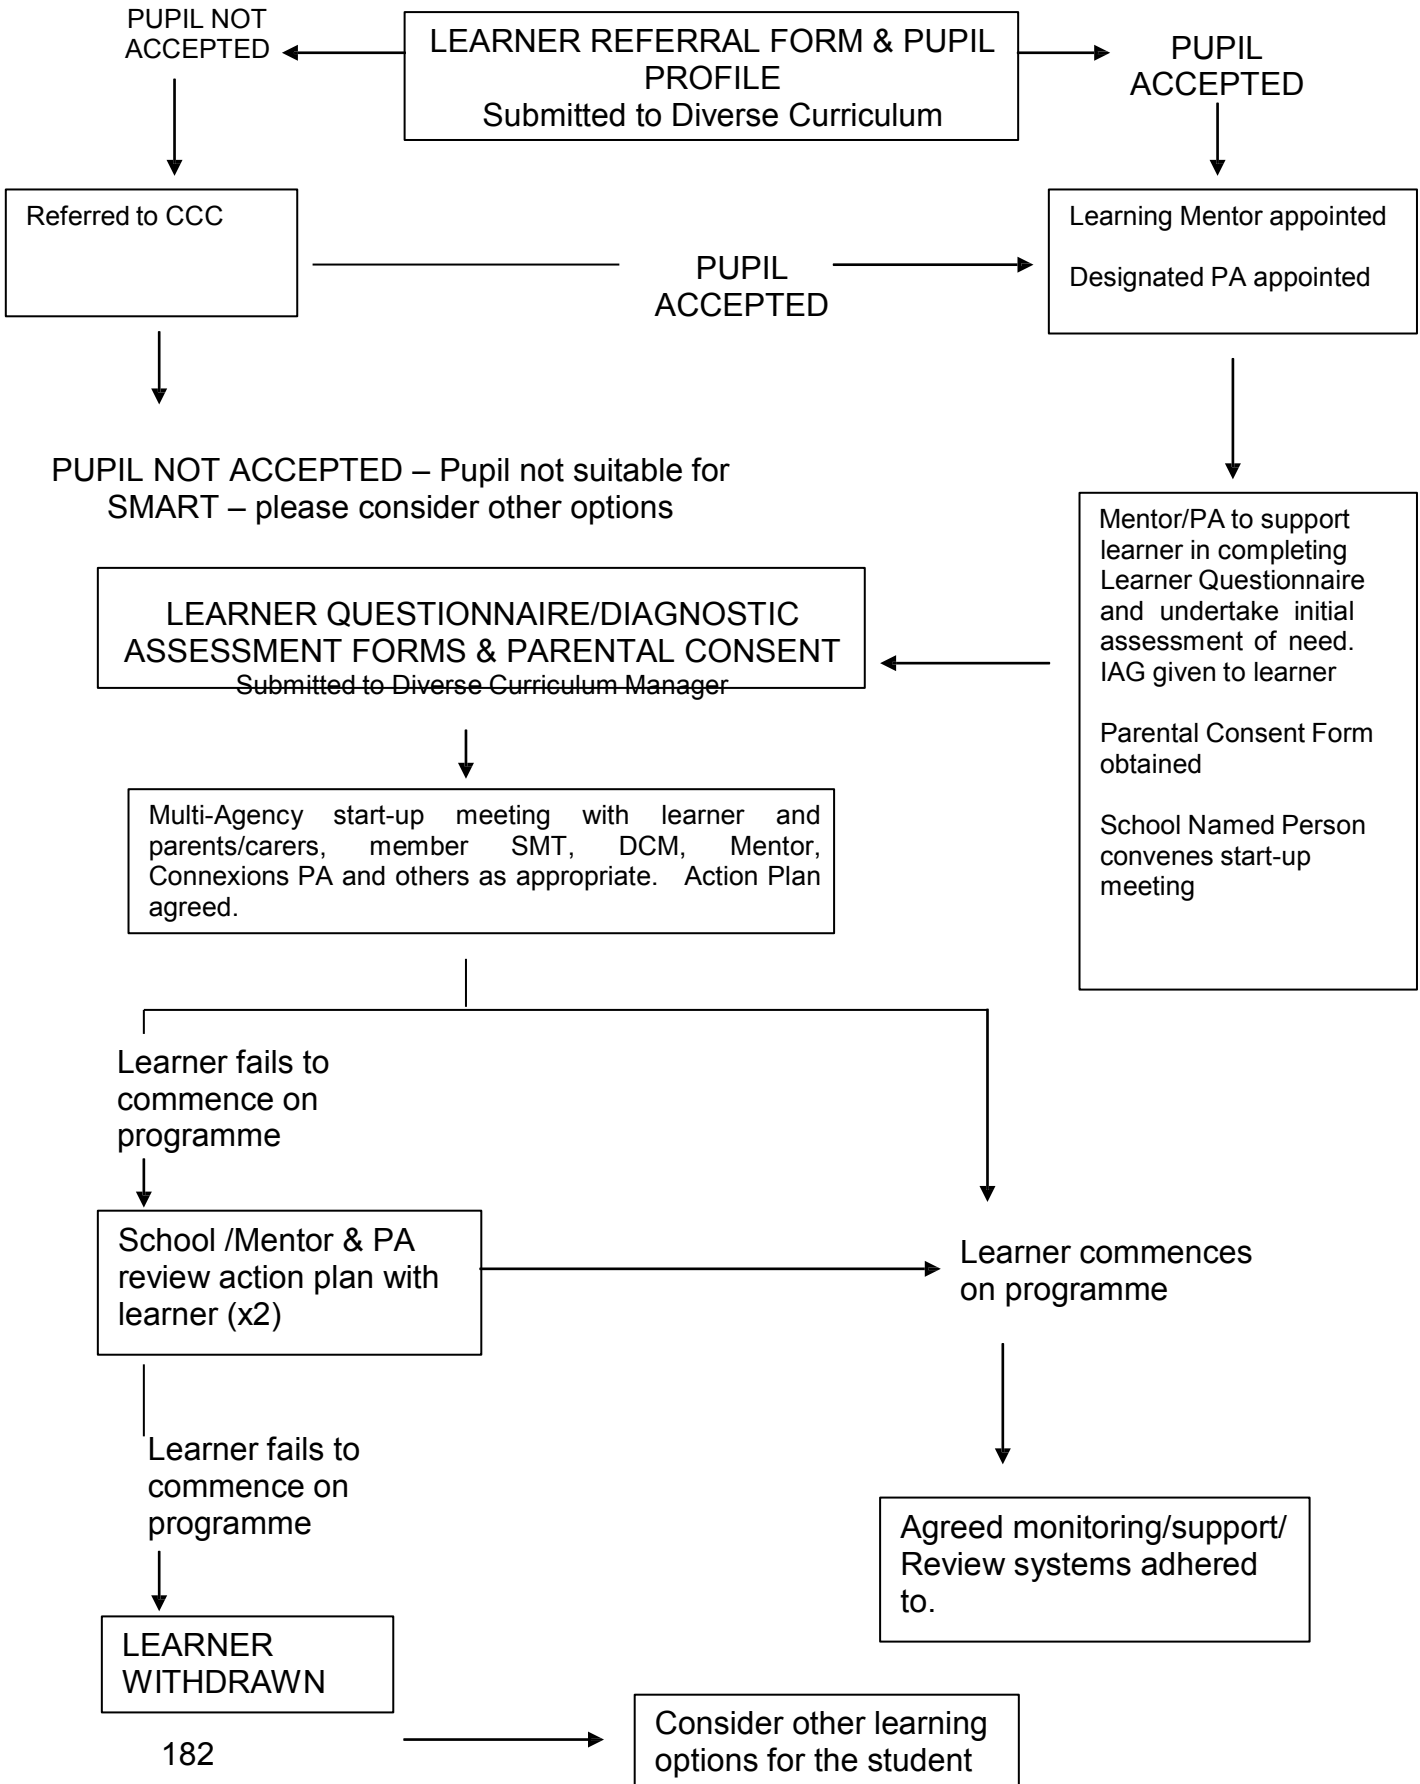 PUPIL NOT
ACCEPTED
LEARNER REFERRAL FORM & PUPIL
PROFILE
Submitted to Diverse Curriculum
PUPIL
ACCEPTED
Referred to CCC
PUPIL
ACCEPTED
Learning Mentor appointed
Designated PA appointed
PUPIL NOT ACCEPTED – Pupil not suitable for
SMART – please consider other options
Mentor/PA to support
learner in completing
Learner Questionnaire
and undertake initial
assessment of need.
IAG given to learner
Parental Consent Form
obtained
School Named Person
convenes start-up
meeting
LEARNER QUESTIONNAIRE/DIAGNOSTIC
ASSESSMENT FORMS & PARENTAL CONSENT
Submitted to Diverse Curriculum Manager
Multi-Agency start-up meeting with learner and
parents/carers, member SMT, DCM, Mentor,
Connexions PA and others as appropriate. Action Plan
agreed.
Learner fails to
commence on
programme
School /Mentor & PA
review action plan with
learner (x2)
Learner commences
on programme
Learner fails to
commence on
programme
Agreed monitoring/support/
Review systems adhered
to.
LEARNER
WITHDRAWN
Consider other learning
options for the student
182